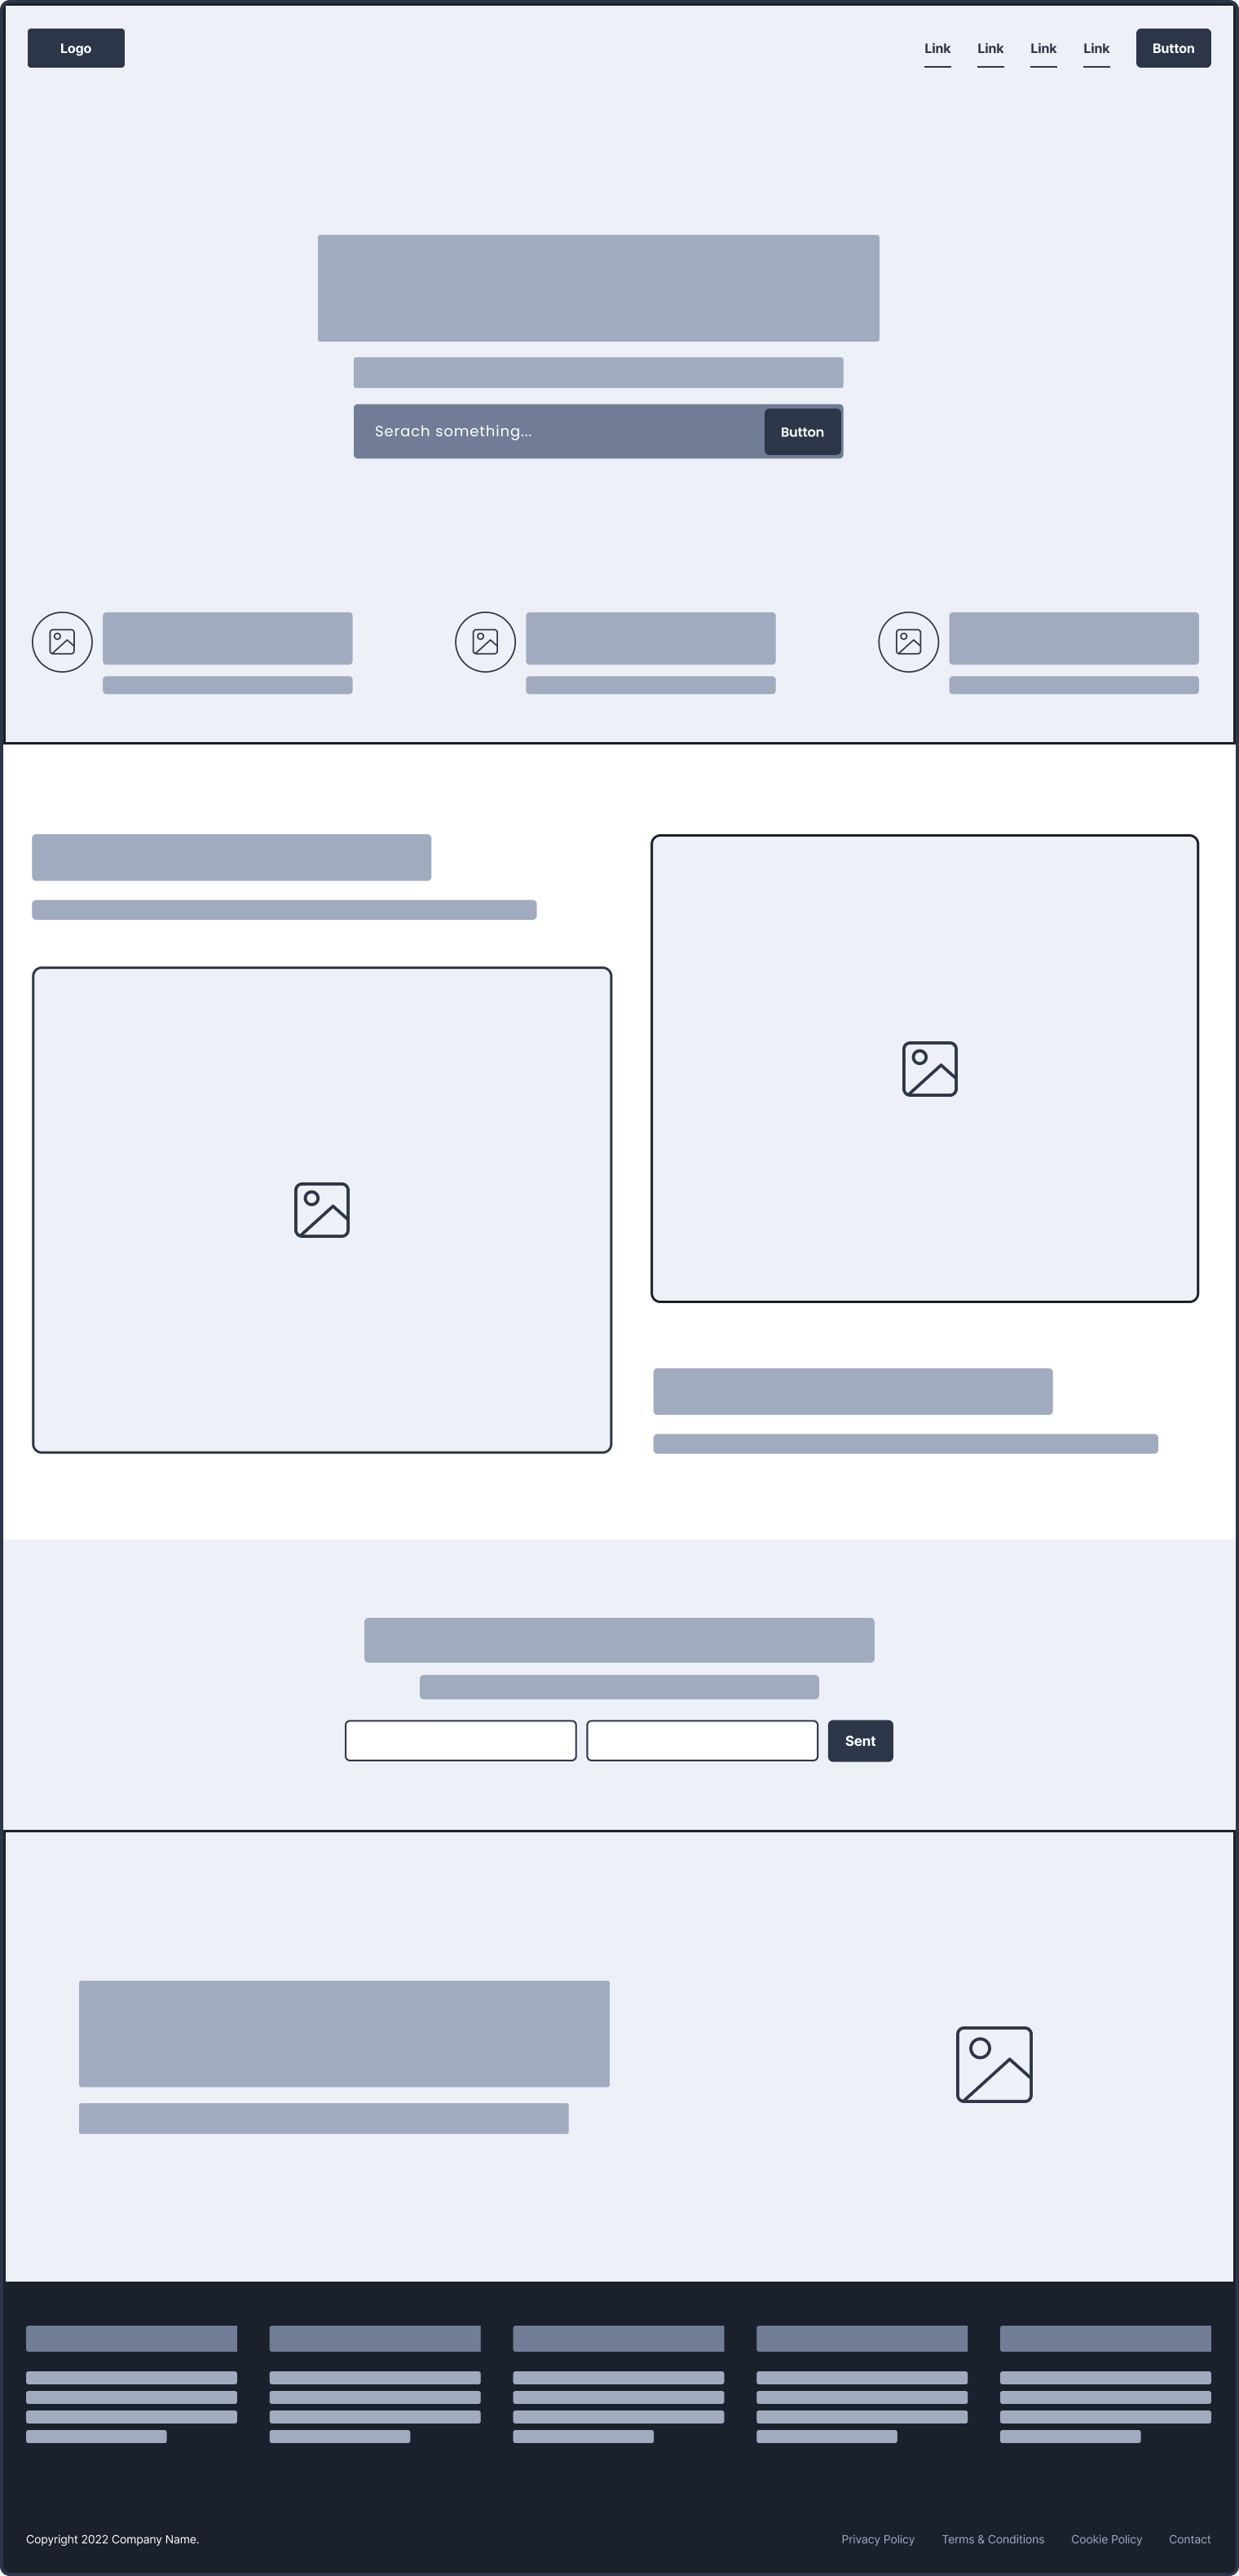 Logo
Link Link Link Link Button
Serach something... Button
Sent
Copyright 2022 Company Name.
Privacy Policy Terms & Conditions Cookie Policy Contact